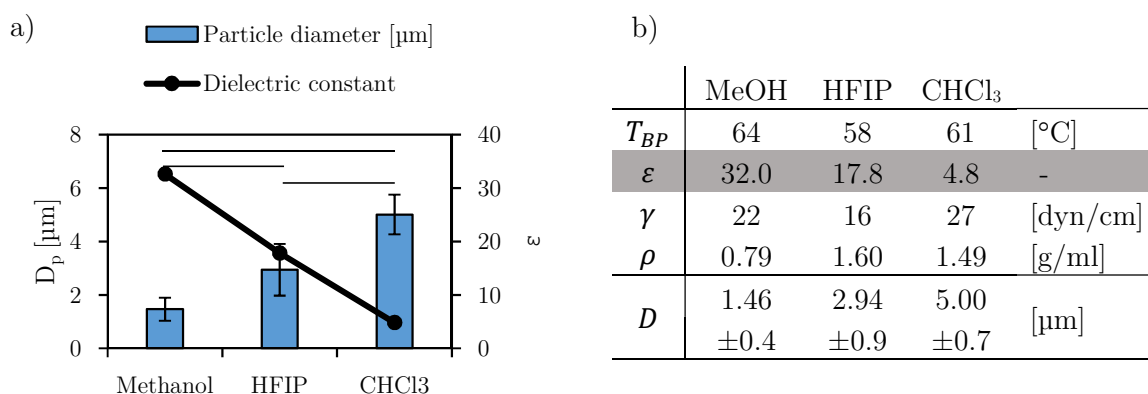 a)
Particle diameter [µm]
Dielectric constant
8
6
4
2
0
D_p [µm]
40
30
20
10
0
ε
Methanol HFIP CHCl3
b)
MeOH HFIP CHCl₃
T_BP 64 58 61 [°C]
ε 32.0 17.8 4.8 -
γ 22 16 27 [dyn/cm]
ρ 0.79 1.60 1.49 [g/ml]
1.46 2.94 5.00
D [µm]
±0.4 ±0.9 ±0.7